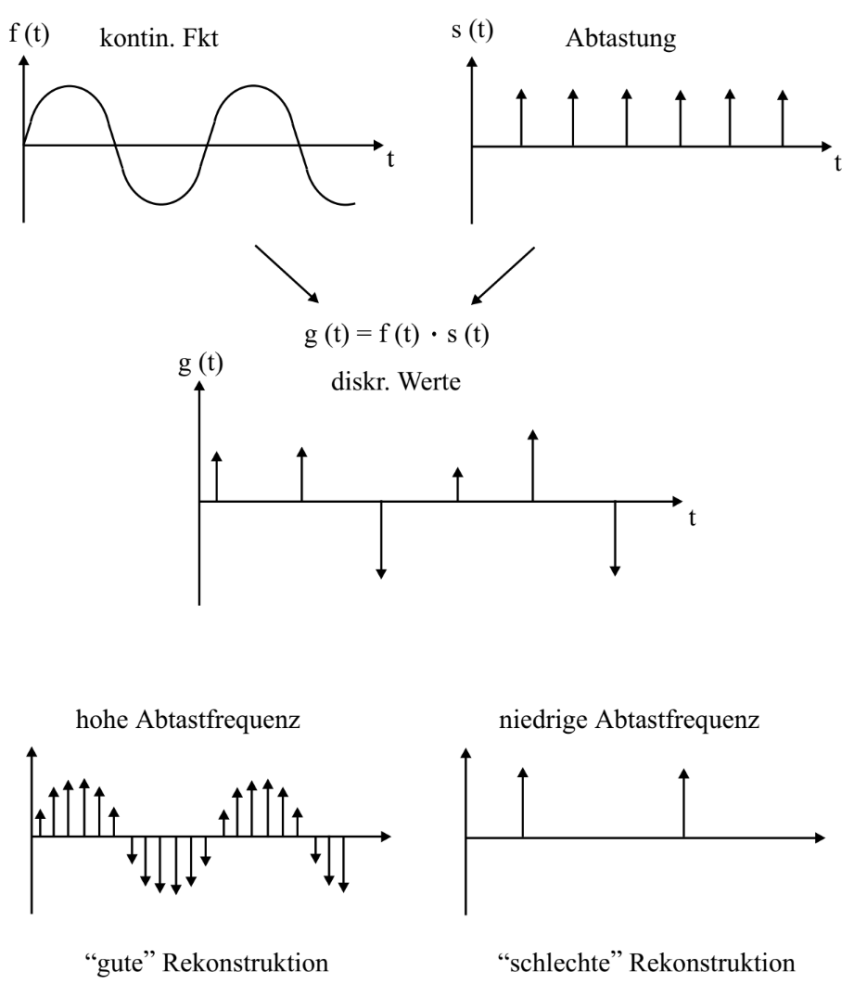 f (t)
kontin. Fkt
t
s (t)
Abtastung
t
g (t) = f (t) · s (t)
g (t)
diskr. Werte
t
hohe Abtastfrequenz
niedrige Abtastfrequenz
“gute” Rekonstruktion
“schlechte” Rekonstruktion